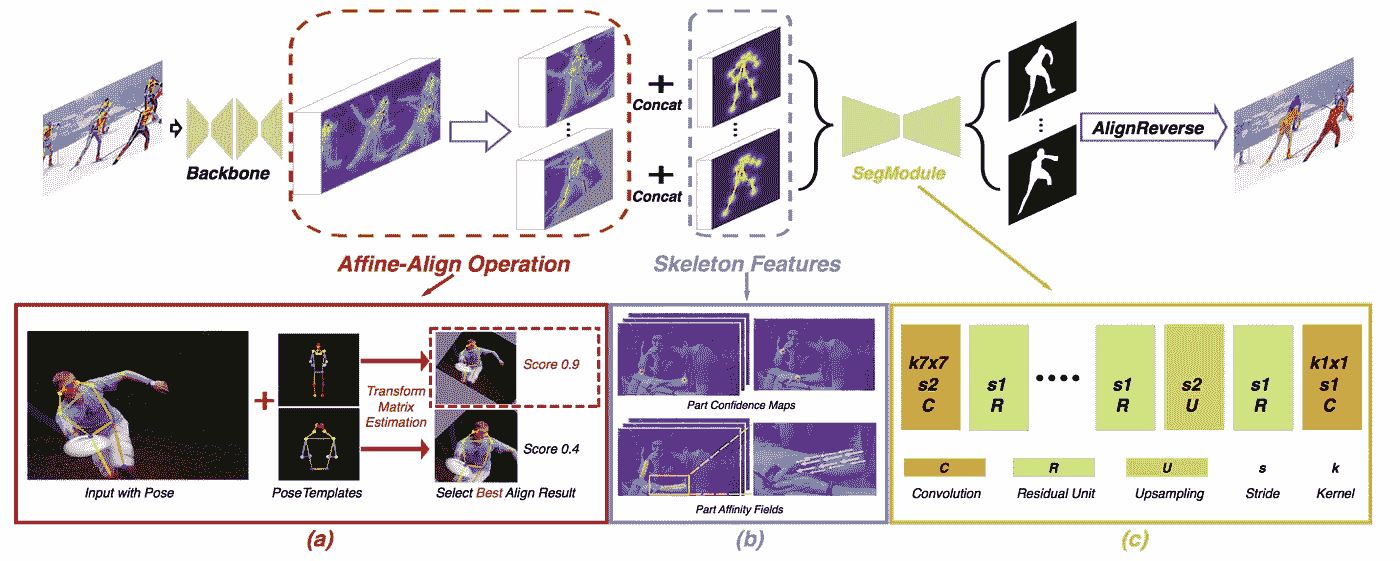 Backbone
Concat
Concat
SegModule
AlignReverse
Affine-Align Operation
Skeleton Features
Input with Pose
Pose Templates
Transform
Matrix
Estimation
Score 0.9
Score 0.4
Select Best Align Result
Part Confidence Maps
Part Affinity Fields
k7x7
s2
C
s1
R
s1
R
s2
U
s1
R
k1x1
s1
C
C
R
U
s
k
Convolution
Residual Unit
Upsampling
Stride
Kernel
(a)
(b)
(c)